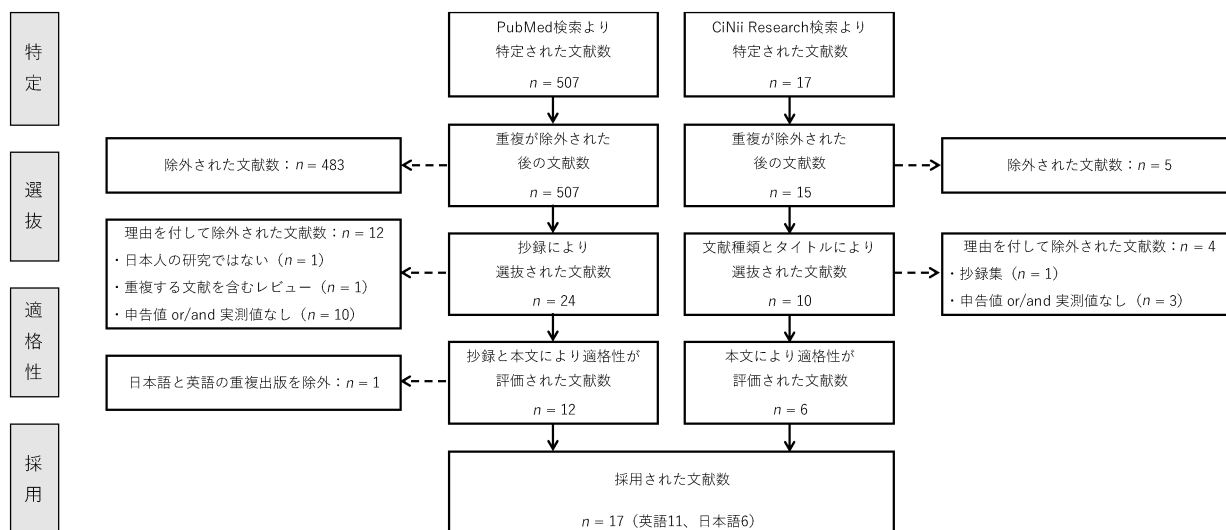 特定
PubMed検索より
特定された文献数
n = 507
CiNii Research検索より
特定された文献数
n = 17
選抜
除外された文献数：n = 483
重複が除外された
後の文献数
n = 507
重複が除外された
後の文献数
n = 15
除外された文献数：n = 5
理由を付して除外された文献数：n = 12
・日本人の研究ではない（n = 1）
・重複する文献を含むレビュー（n = 1）
・申告値 or/and 実測値なし（n = 10）
抄録により
選抜された文献数
n = 24
文献種類とタイトルにより
選抜された文献数
n = 10
理由を付して除外された文献数：n = 4
・抄録集（n = 1）
・申告値 or/and 実測値なし（n = 3）
適格性
日本語と英語の重複出版を除外：n = 1
抄録と本文により適格性が
評価された文献数
n = 12
本文により適格性が
評価された文献数
n = 6
採用
採用された文献数
n = 17（英語11、日本語6）